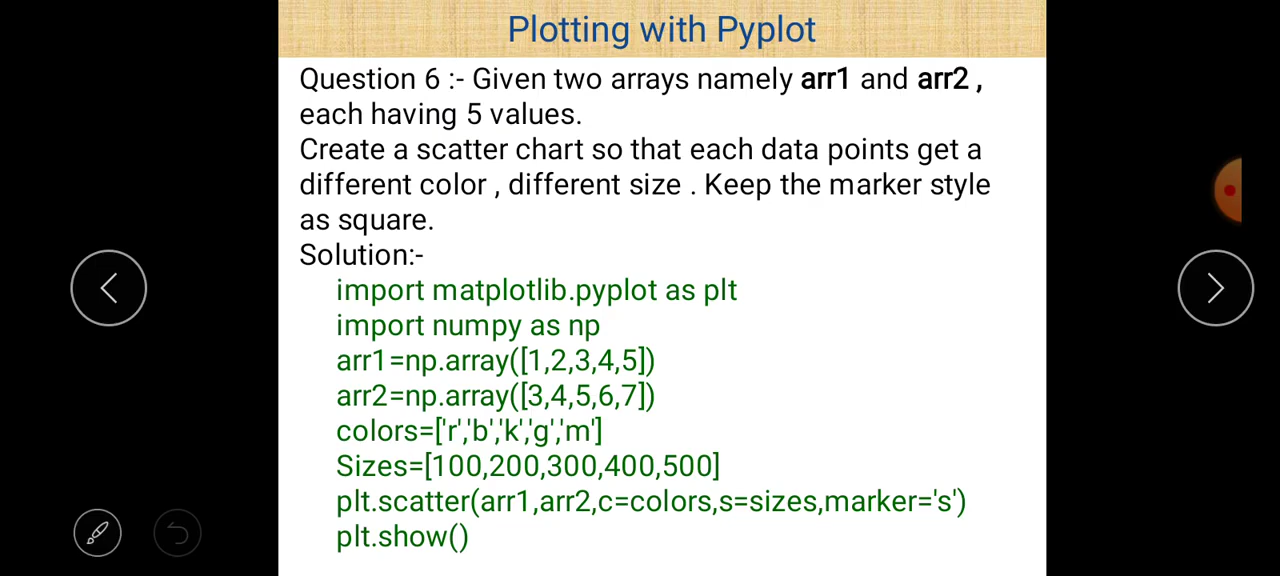 Plotting with Pyplot
Question 6 :- Given two arrays namely arr1 and arr2 ,
each having 5 values.
Create a scatter chart so that each data points get a
different color , different size . Keep the marker style
as square.
Solution:-
import matplotlib.pyplot as plt
import numpy as np
arr1=np.array([1,2,3,4,5])
arr2=np.array([3,4,5,6,7])
colors=['r','b','k','g','m']
Sizes=[100,200,300,400,500]
plt.scatter(arr1,arr2,c=colors,s=sizes,marker='s')
plt.show()